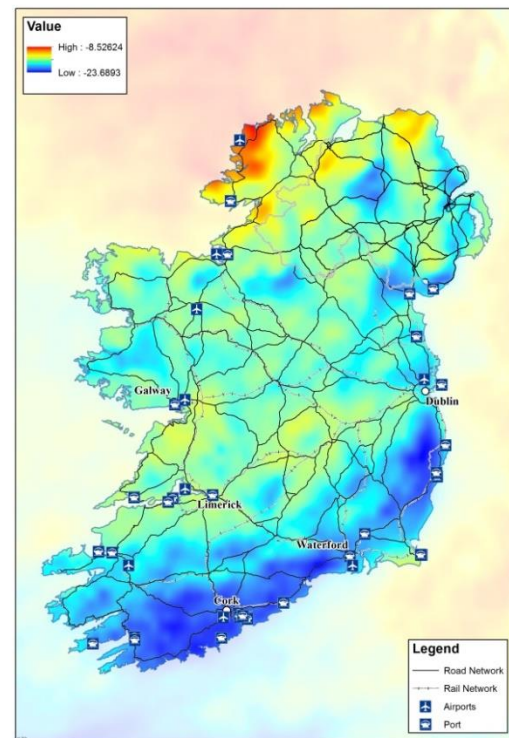 Value
High : -8.52624
Low : -23.6893
Galway
Dublin
Limerick
Waterford
Cork
Legend
Road Network
Rail Network
Airports
Port